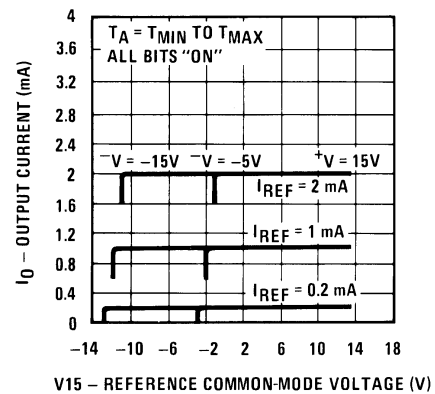 4
3.6
3.2
2.8
2.4
2
1.6
1.2
0.8
0.4
0
I_O – OUTPUT CURRENT (mA)
T_A = T_MIN TO T_MAX
ALL BITS "ON"
⁻V = –15V ⁻V = –5V ⁺V = 15V
I_REF = 2 mA
I_REF = 1 mA
I_REF = 0.2 mA
–14 –10 –6 –2 2 6 10 14 18
V15 – REFERENCE COMMON-MODE VOLTAGE (V)